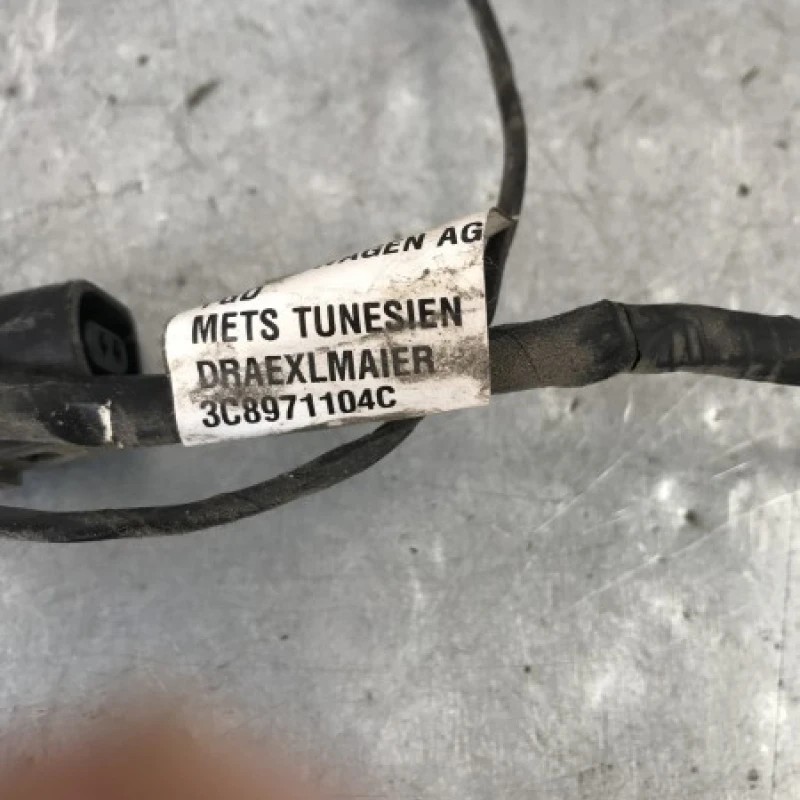 AGEN AG
METS TUNESIEN
DRAEXLMAIER
3C8971104C